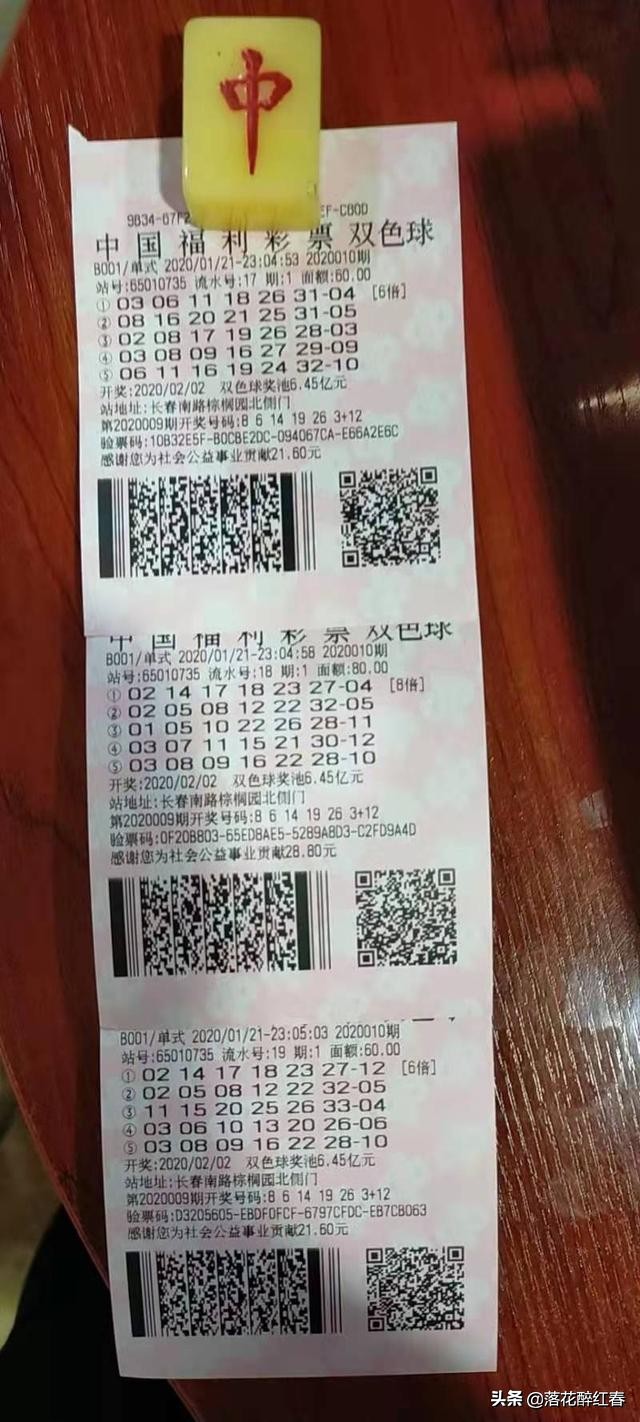 中
9B34-67F2
EF-C80D
中国福利彩票 双色球
B001/单式 2020/01/21-23:04:53 2020010期
站号:65010735 流水号:17 期:1 面额:60.00
① 03 06 11 18 26 31-04 [6倍]
② 08 16 20 21 25 31-05
③ 02 08 17 19 26 28-03
④ 03 08 09 16 27 29-09
⑤ 06 11 16 19 24 32-10
开奖:2020/02/02 双色球奖池6.45亿元
站地址:长春南路棕榈园北侧门
第2020009期开奖号码:8 6 14 19 26 3+12
验票码:10B32E5F-B0CBE2DC-094067CA-E66A2E6C
感谢您为社会公益事业贡献21.60元
中国福利彩票 双色球
B001/单式 2020/01/21-23:04:58 2020010期
站号:65010735 流水号:18 期:1 面额:80.00
① 02 14 17 18 23 27-04 [8倍]
② 02 05 08 12 22 32-05
③ 01 05 10 22 26 28-11
④ 03 07 11 15 21 30-12
⑤ 03 08 09 16 22 28-10
开奖:2020/02/02 双色球奖池6.45亿元
站地址:长春南路棕榈园北侧门
第2020009期开奖号码:8 6 14 19 26 3+12
验票码:0F20B803-65ED8AE5-5289A8D3-C2FD9A4D
感谢您为社会公益事业贡献28.80元
B001/单式 2020/01/21-23:05:03 2020010期
站号:65010735 流水号:19 期:1 面额:60.00
① 02 14 17 18 23 27-12 [6倍]
② 02 05 08 12 22 32-05
③ 11 15 20 25 26 33-04
④ 03 06 10 13 20 26-06
⑤ 03 08 09 16 22 28-10
开奖:2020/02/02 双色球奖池6.45亿元
站地址:长春南路棕榈园北侧门
第2020009期开奖号码:8 6 14 19 26 3+12
验票码:D3205605-EBDF0FCF-6797CFDC-EB7CB063
感谢您为社会公益事业贡献21.60元
头条 @落花醉红春